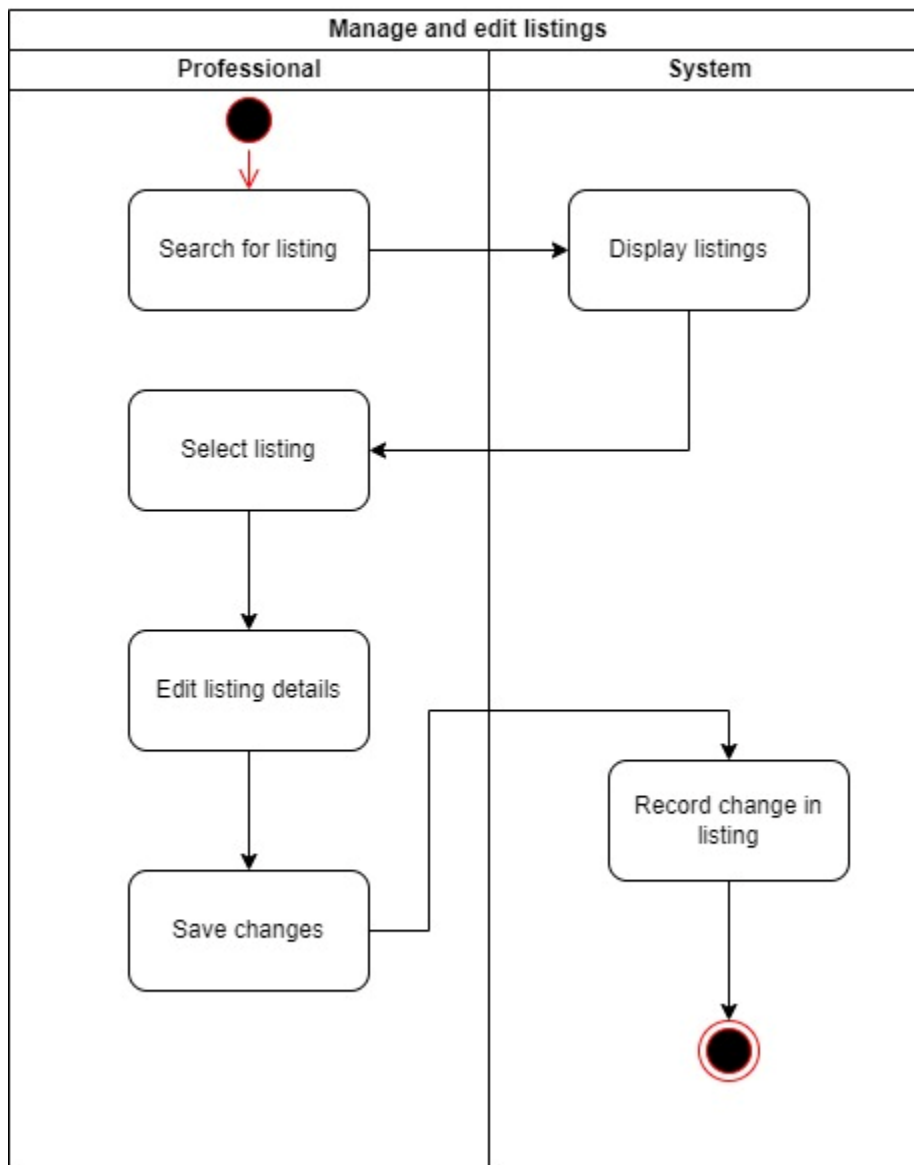 Manage and edit listings
Professional
System
Search for listing
Display listings
Select listing
Edit listing details
Record change in
listing
Save changes